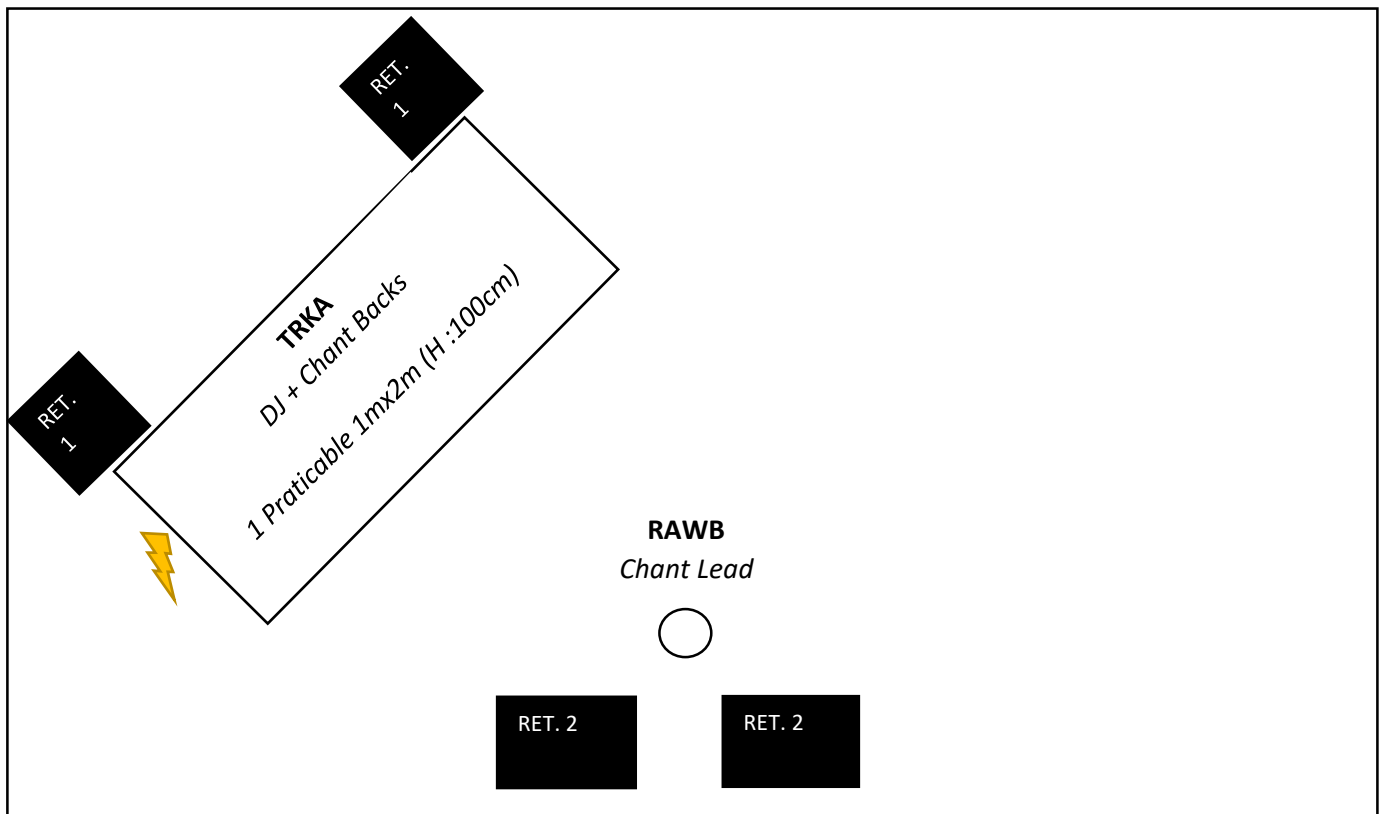 RET.
1
TRKA
DJ + Chant Backs
1 Praticable 1mx2m (H :100cm)
RET.
1
RAWB
Chant Lead
RET. 2
RET. 2